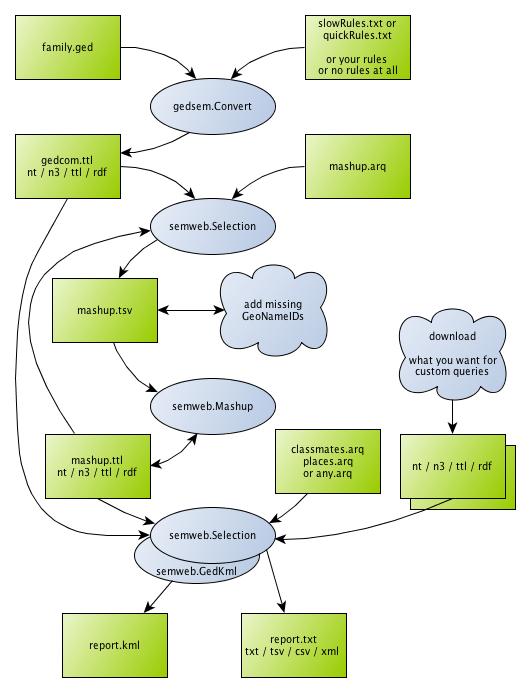 family.ged
slowRules.txt or
quickRules.txt
or your rules
or no rules at all
gedsem.Convert
gedcom.ttl
nt / n3 / ttl / rdf
mashup.arq
semweb.Selection
mashup.tsv
add missing
GeoNameIDs
download
what you want for
custom queries
semweb.Mashup
mashup.ttl
nt / n3 / ttl / rdf
classmates.arq
places.arq
or any.arq
nt / n3 / ttl / rdf
semweb.Selection
semweb.GedKml
report.kml
report.txt
txt / tsv / csv / xml